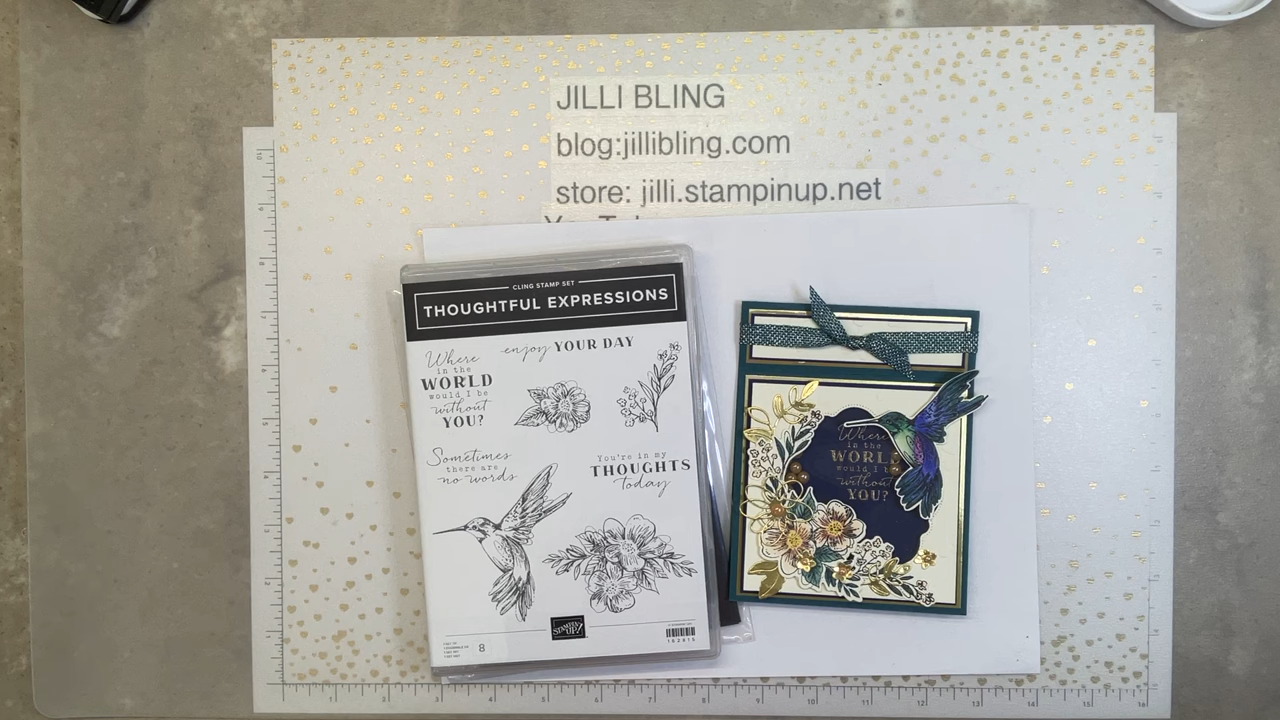 JILLI BLING
blog:jillibling.com
store: jilli.stampinup.net
CLING STAMP SET
THOUGHTFUL EXPRESSIONS
enjoy YOUR DAY
Where
in the
WORLD
would I be
without
YOU?
Sometimes
there are
no words
You're in my
THOUGHTS
today
STAMPIN' UP!
8
Where
in the
WORLD
would I be
without
YOU?